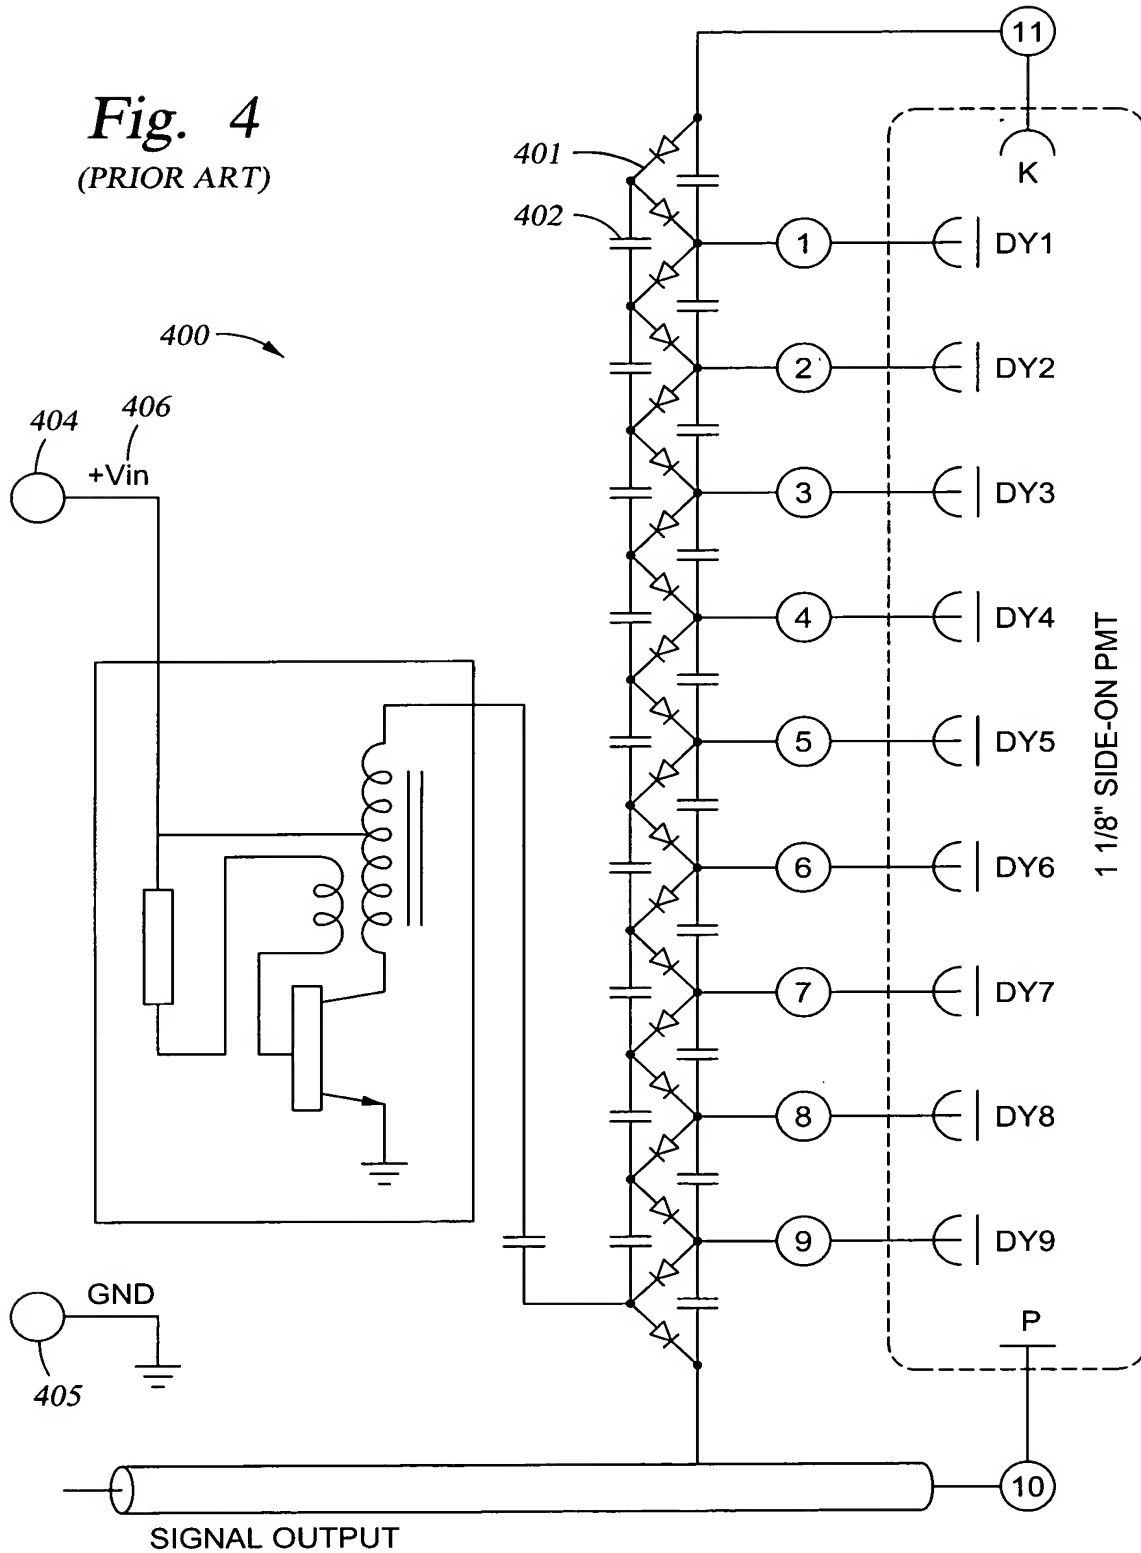 Fig. 4
(PRIOR ART)
11
K
401
402
1
DY1
400
2
DY2
404
406
+Vin
3
DY3
4
DY4
1 1/8" SIDE-ON PMT
5
DY5
6
DY6
7
DY7
8
DY8
9
DY9
GND
405
P
10
SIGNAL OUTPUT